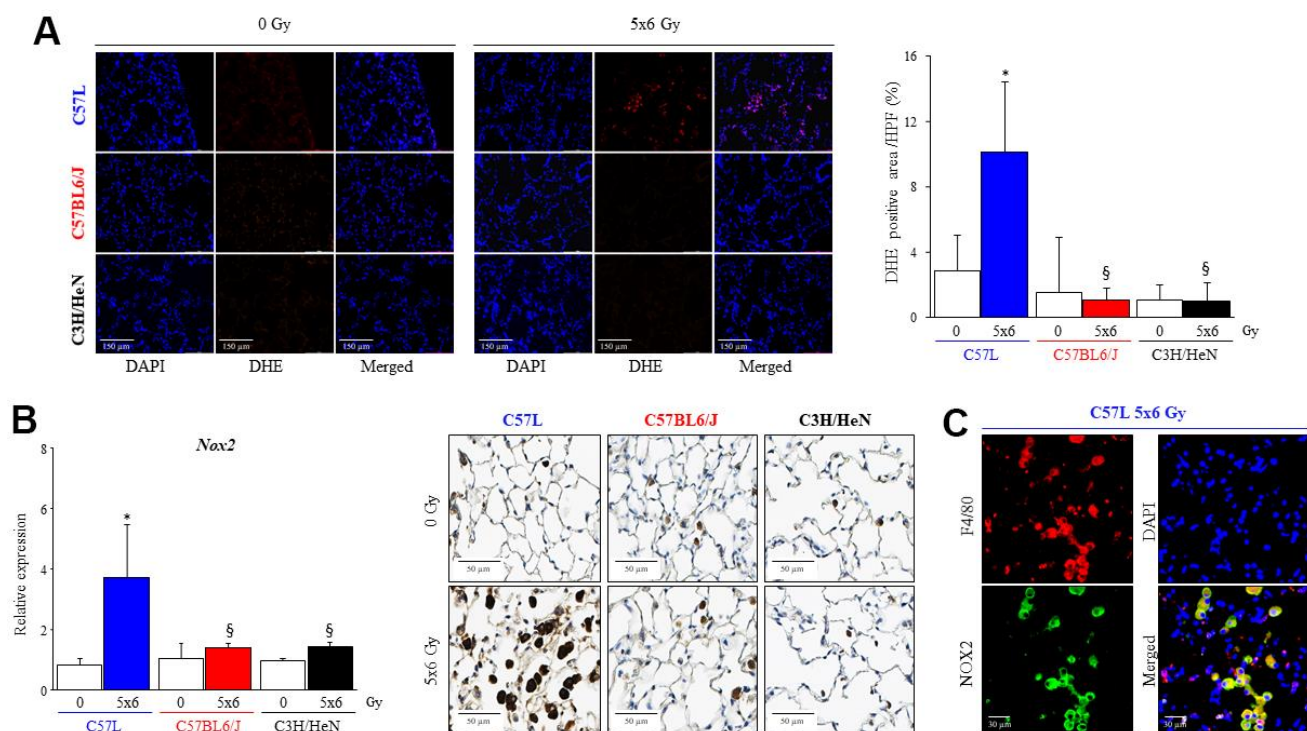 A
0 Gy
5x6 Gy
C57L
C57BL6/J
C3H/HeN
150 µm
150 µm
150 µm
150 µm
150 µm
150 µm
DAPI
DHE
Merged
DAPI
DHE
Merged
DHE positive area /HPF (%)
16
12
8
4
0
*
§
§
0
5x6
0
5x6
0
5x6
Gy
C57L
C57BL6/J
C3H/HeN
B
Nox2
Relative expression
8
6
4
2
0
*
§
§
0
5x6
0
5x6
0
5x6
Gy
C57L
C57BL6/J
C3H/HeN
C57L
C57BL6/J
C3H/HeN
0 Gy
50 µm
50 µm
50 µm
5x6 Gy
50 µm
50 µm
50 µm
C
C57L 5x6 Gy
F4/80
DAPI
NOX2
Merged
30 µm
30 µm